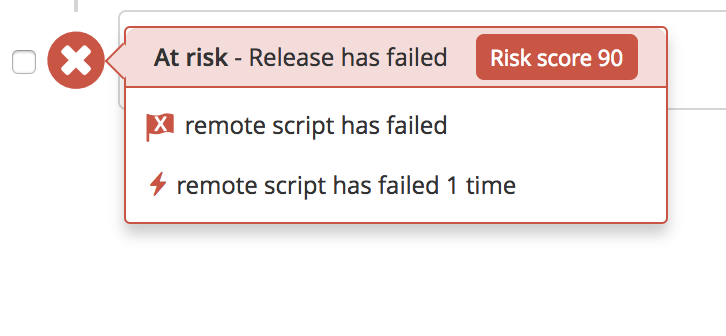 At risk - Release has failed Risk score 90
remote script has failed
remote script has failed 1 time